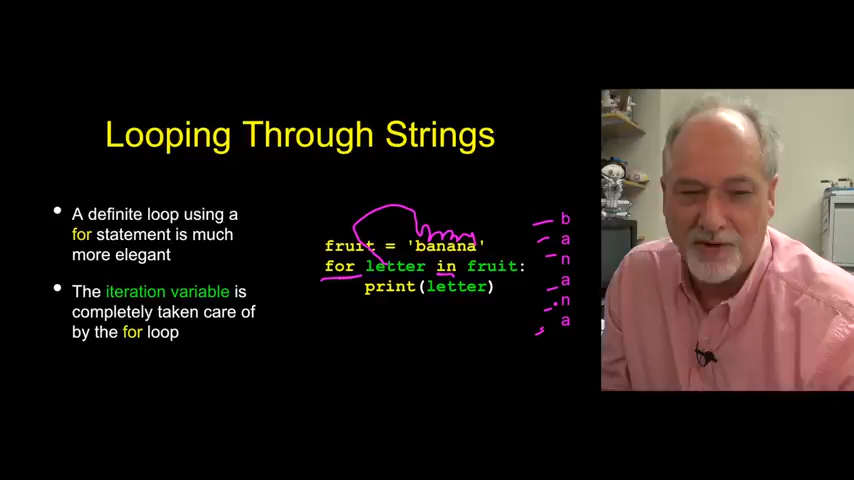 Looping Through Strings
• A definite loop using a
for statement is much
more elegant
• The iteration variable is
completely taken care of
by the for loop
fruit = 'banana'
for letter in fruit:
print(letter)
b
a
n
a
n
a